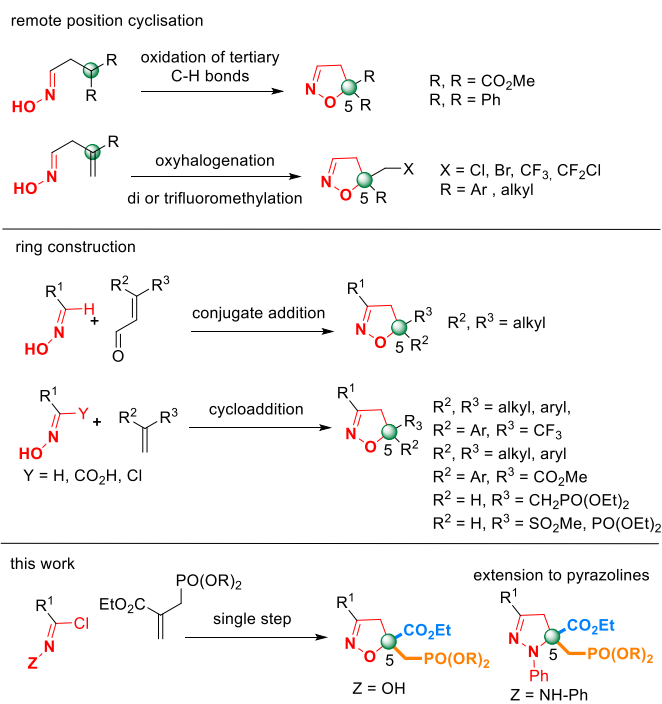 remote position cyclisation
R
R
N
HO
oxidation of tertiary
C-H bonds
N
O
5
R
R
R, R = CO₂Me
R, R = Ph
R
N
HO
oxyhalogenation
di or trifluoromethylation
N
O
5
R
X
X = Cl, Br, CF₃, CF₂Cl
R = Ar , alkyl
ring construction
R¹
H
N
HO
+
R²
R³
O
conjugate addition
R¹
N
O
5
R³
R²
R², R³ = alkyl
R¹
Y
N
HO
+
R²
R³
Y = H, CO₂H, Cl
cycloaddition
R¹
N
O
5
R₃
R²
R², R³ = alkyl, aryl,
R² = Ar, R³ = CF₃
R², R³ = alkyl, aryl
R² = Ar, R³ = CO₂Me
R² = H, R³ = CH₂PO(OEt)₂
R² = H, R³ = SO₂Me, PO(OEt)₂
this work
R¹
Cl
N
Z
EtO₂C
PO(OR)₂
single step
R¹
N
O
5
CO₂Et
PO(OR)₂
Z = OH
extension to pyrazolines
R¹
N
N
Ph
5
CO₂Et
PO(OR)₂
Z = NH-Ph